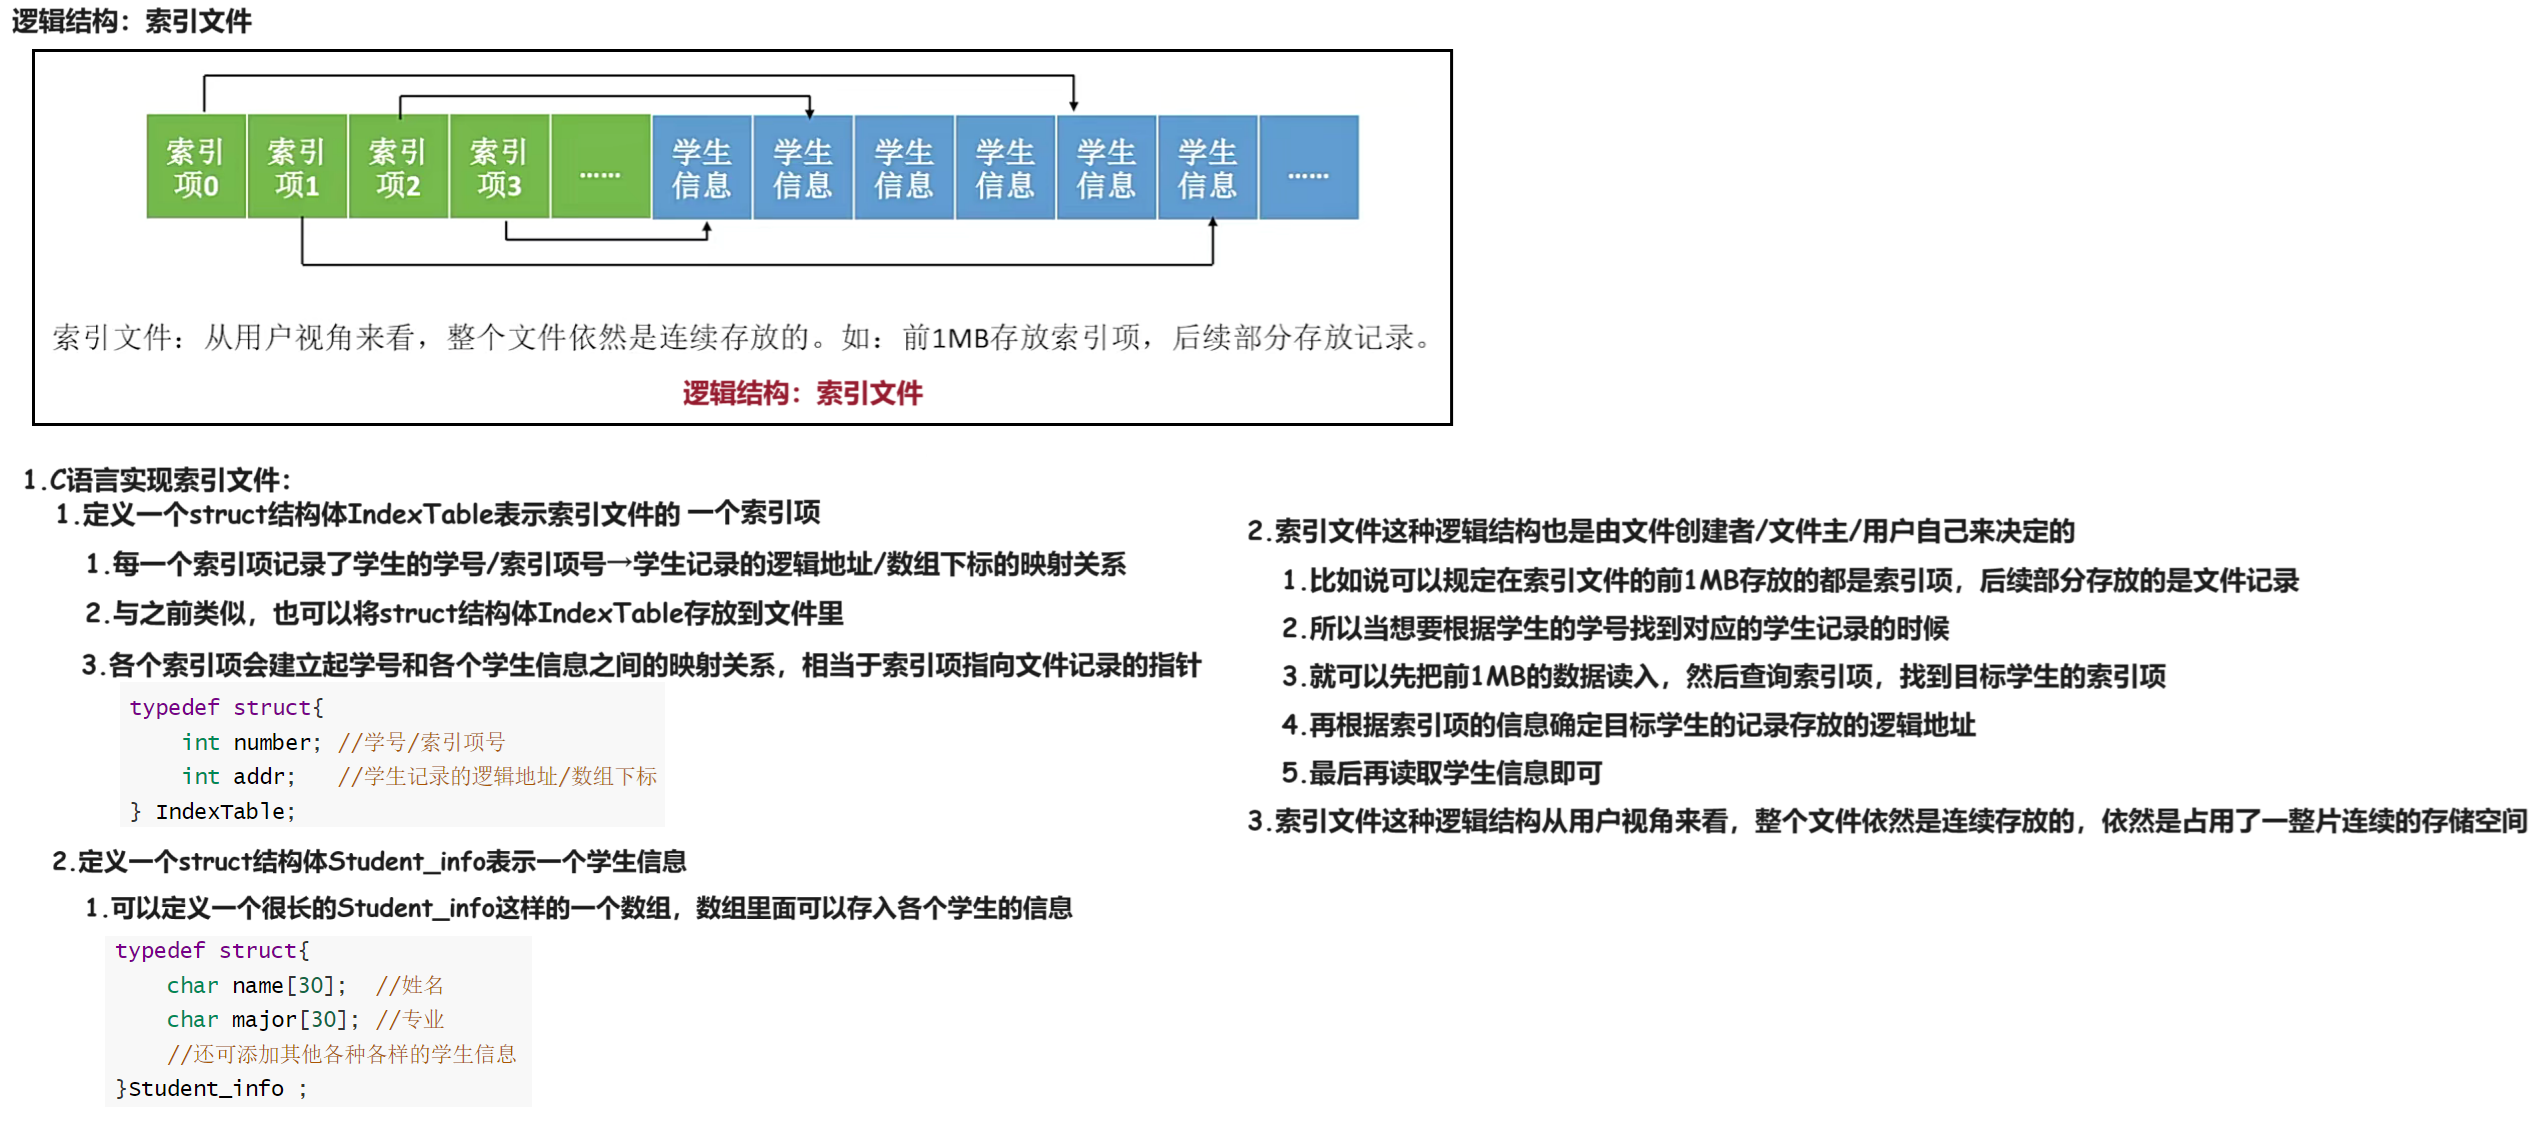 逻辑结构：索引文件
索引项0 索引项1 索引项2 索引项3 …… 学生信息 学生信息 学生信息 学生信息 学生信息 学生信息 ……
索引文件：从用户视角来看，整个文件依然是连续存放的。如：前1MB存放索引项，后续部分存放记录。
逻辑结构：索引文件
1.C语言实现索引文件：
1.定义一个struct结构体IndexTable表示索引文件的 一个索引项
1.每一个索引项记录了学生的学号/索引项号→学生记录的逻辑地址/数组下标的映射关系
2.与之前类似，也可以将struct结构体IndexTable存放到文件里
3.各个索引项会建立起学号和各个学生信息之间的映射关系，相当于索引项指向文件记录的指针
typedef struct{
int number; //学号/索引项号
int addr; //学生记录的逻辑地址/数组下标
} IndexTable;
2.定义一个struct结构体Student_info表示一个学生信息
1.可以定义一个很长的Student_info这样的一个数组，数组里面可以存入各个学生的信息
typedef struct{
char name[30]; //姓名
char major[30]; //专业
//还可添加其他各种各样的学生信息
}Student_info ;
2.索引文件这种逻辑结构也是由文件创建者/文件主/用户自己来决定的
1.比如说可以规定在索引文件的前1MB存放的都是索引项，后续部分存放的是文件记录
2.所以当想要根据学生的学号找到对应的学生记录的时候
3.就可以先把前1MB的数据读入，然后查询索引项，找到目标学生的索引项
4.再根据索引项的信息确定目标学生的记录存放的逻辑地址
5.最后再读取学生信息即可
3.索引文件这种逻辑结构从用户视角来看，整个文件依然是连续存放的，依然是占用了一整片连续的存储空间